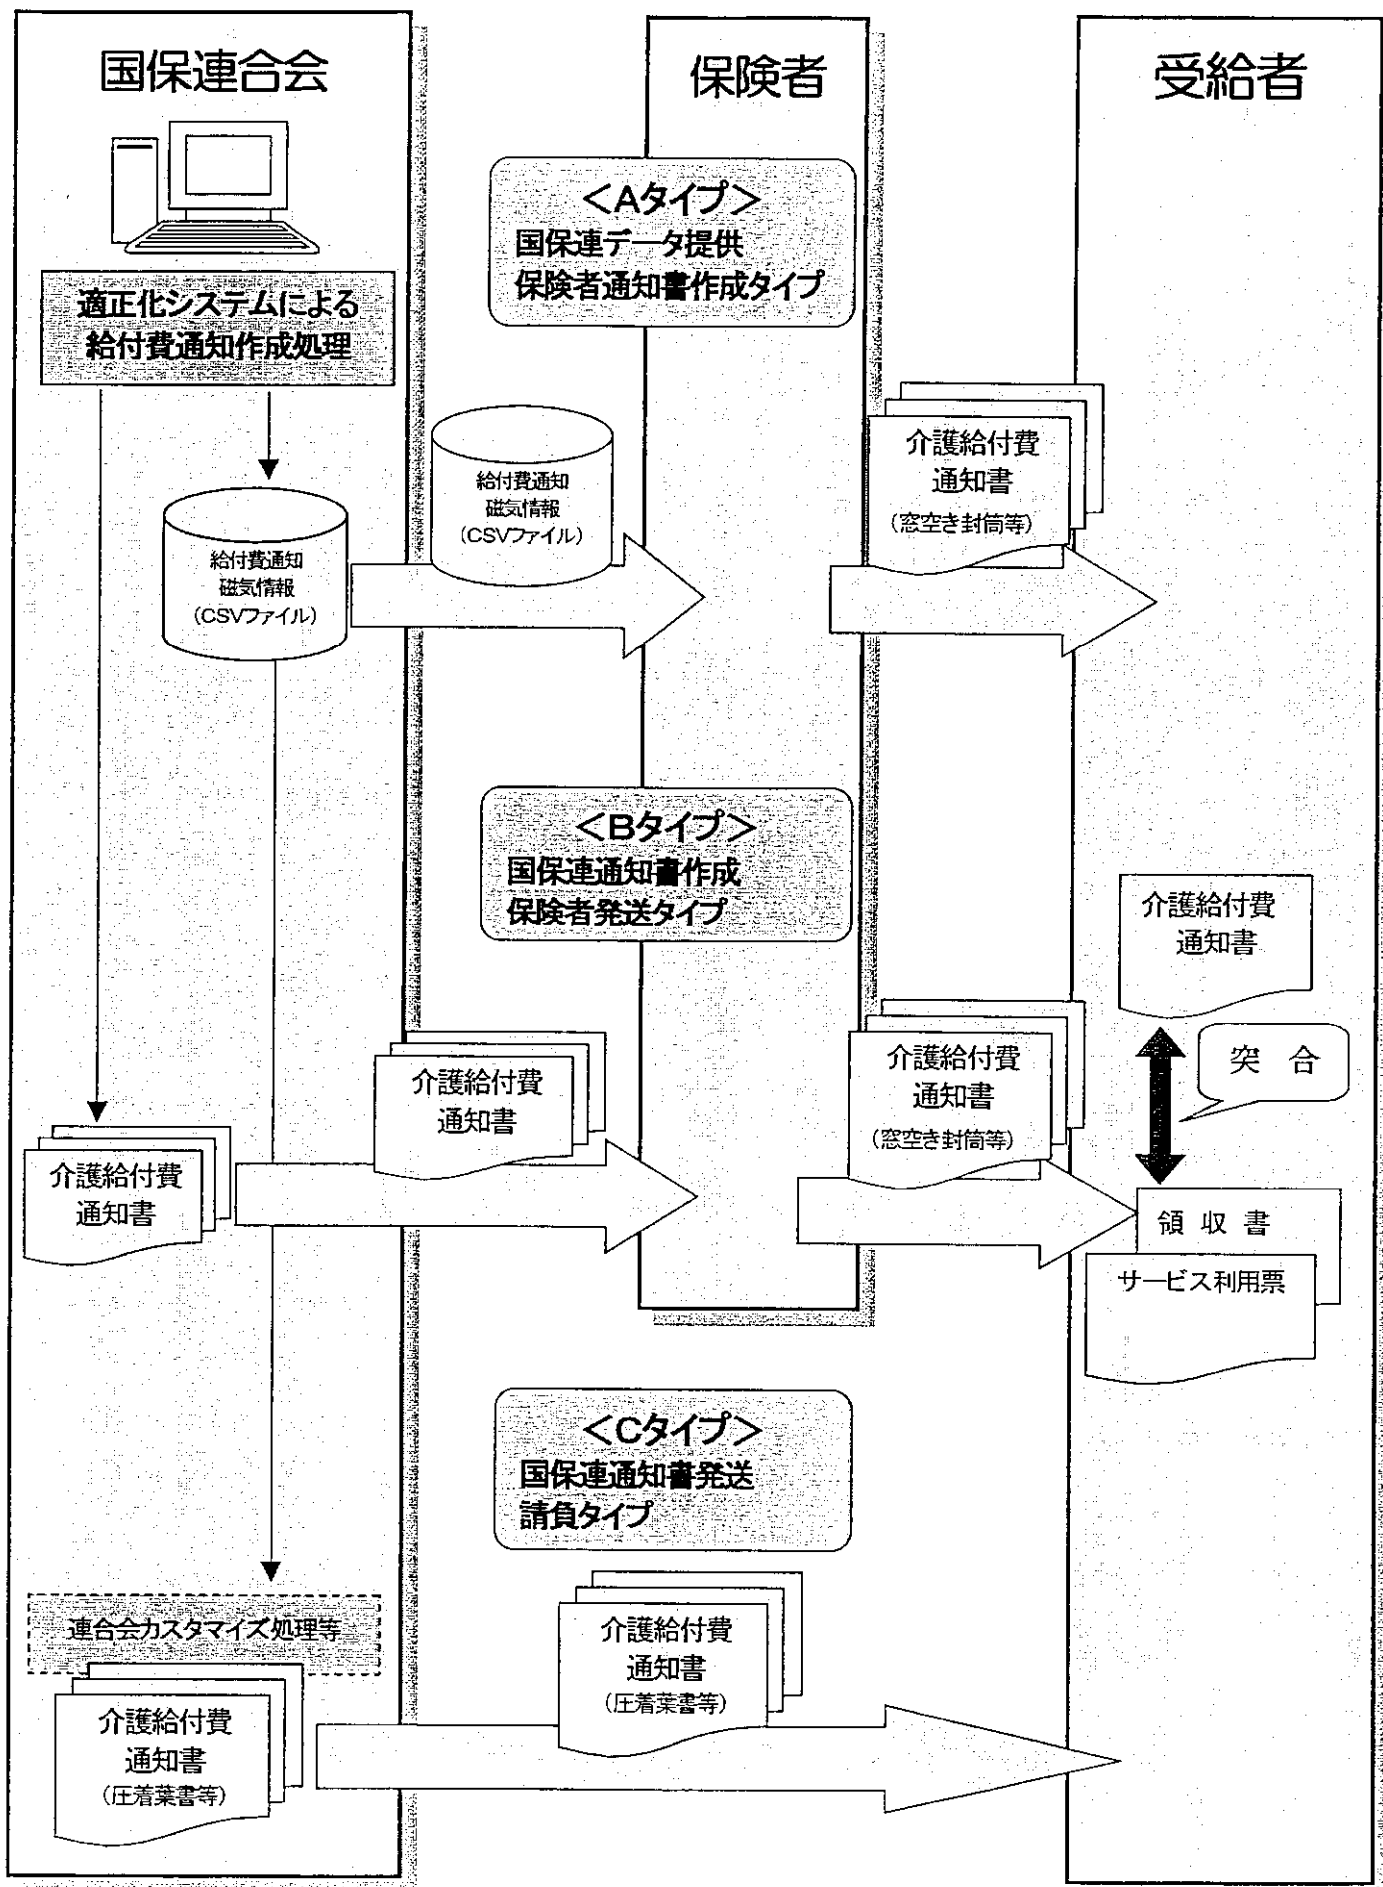 国保連合会
保険者
受給者
<Aタイプ>
国保連データ提供
保険者通知書作成タイプ
適正化システムによる
給付費通知作成処理
給付費通知
磁気情報
(CSVファイル)
給付費通知
磁気情報
(CSVファイル)
介護給付費
通知書
(窓空き封筒等)
<Bタイプ>
国保連通知書作成
保険者発送タイプ
介護給付費
通知書
突 合
介護給付費
通知書
介護給付費
通知書
(窓空き封筒等)
介護給付費
通知書
領 収 書
サービス利用票
<Cタイプ>
国保連通知書発送
請負タイプ
連合会カスタマイズ処理等
介護給付費
通知書
(圧着葉書等)
介護給付費
通知書
(圧着葉書等)